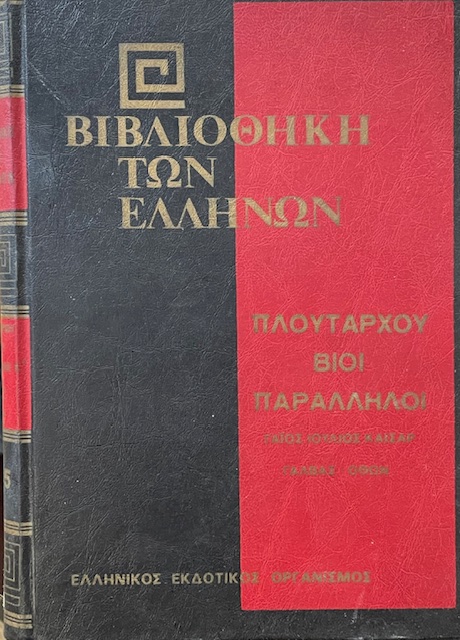 ΒΙΒΛΙΟΘΗΚΗ
ΤΩΝ
ΕΛΛΗΝΩΝ
ΠΛΟΥΤΑΡΧΟΥ
ΒΙΟΙ
ΠΑΡΑΛΛΗΛΟΙ
ΓΑΙΟΣ ΙΟΥΛΙΟΣ ΚΑΙΣΑΡ
ΓΑΛΒΑΣ ΟΘΩΝ
ΕΛΛΗΝΙΚΟΣ ΕΚΔΟΤΙΚΟΣ ΟΡΓΑΝΙΣΜΟΣ